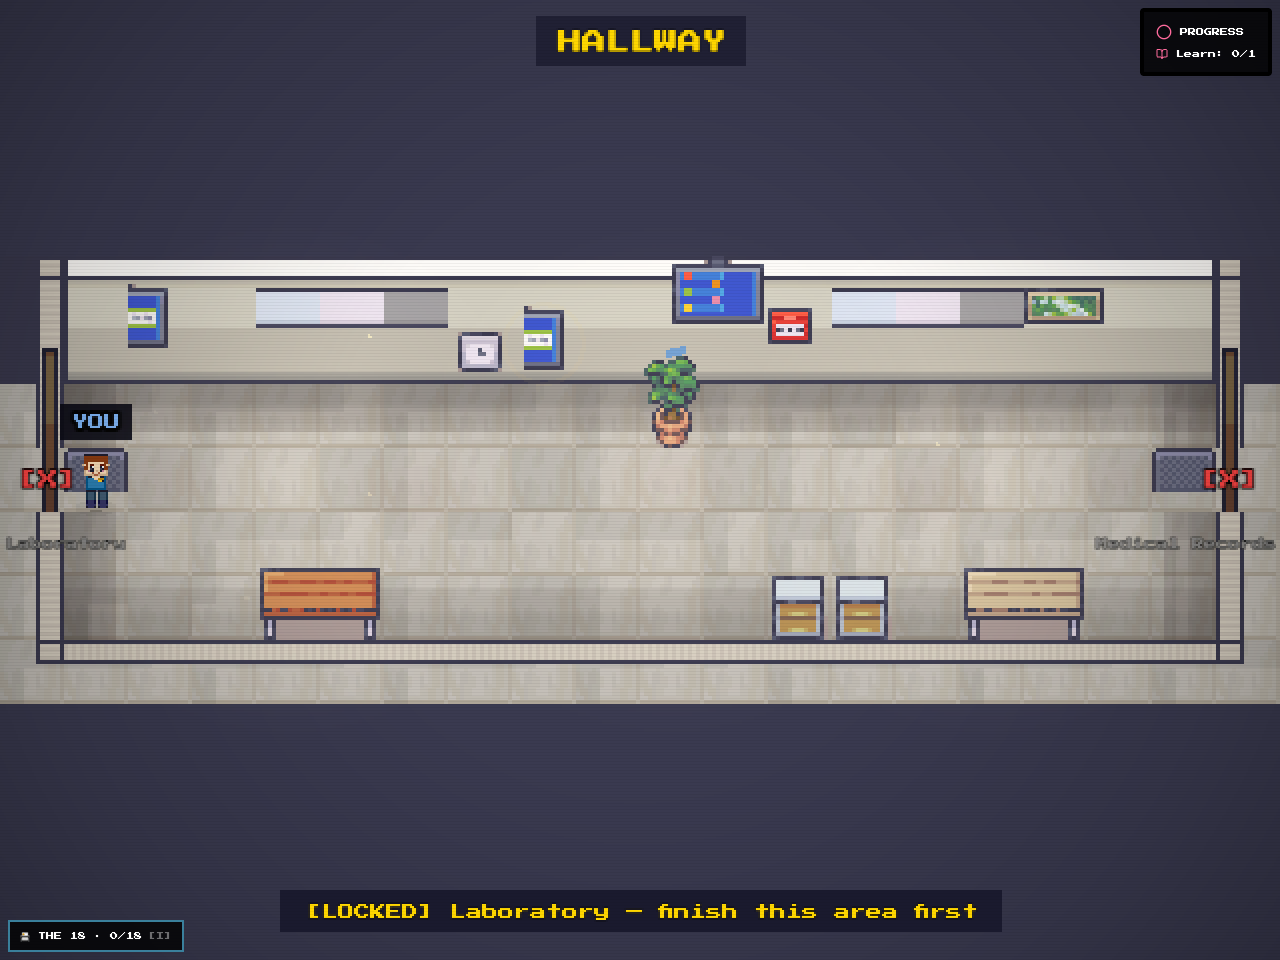 HALLWAY
PROGRESS
Learn: 0/1
YOU
[X]
[X]
Laboratory
Medical Records
[LOCKED] Laboratory — finish this area first
THE 18 · 0/18 [I]